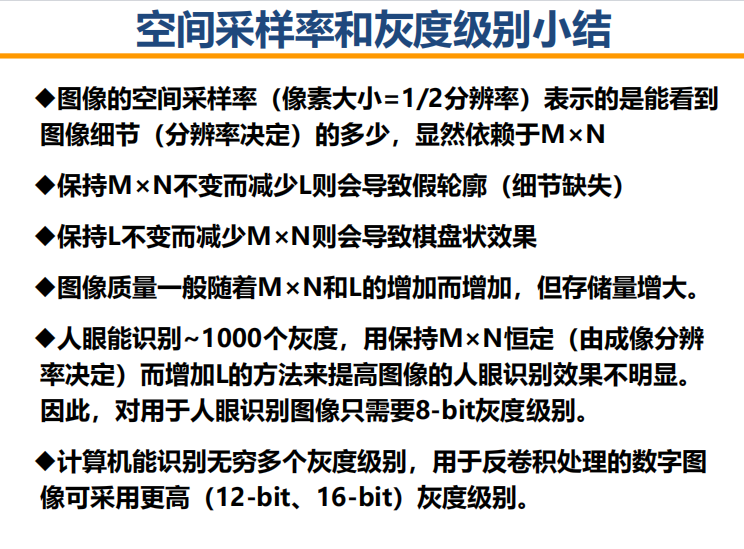 空间采样率和灰度级别小结
◆图像的空间采样率（像素大小=1/2分辨率）表示的是能看到
图像细节（分辨率决定）的多少，显然依赖于M×N
◆保持M×N不变而减少L则会导致假轮廓（细节缺失）
◆保持L不变而减少M×N则会导致棋盘状效果
◆图像质量一般随着M×N和L的增加而增加，但存储量增大。
◆人眼能识别~1000个灰度，用保持M×N恒定（由成像分辨
率决定）而增加L的方法来提高图像的人眼识别效果不明显。
因此，对用于人眼识别图像只需要8-bit灰度级别。
◆计算机能识别无穷多个灰度级别，用于反卷积处理的数字图
像可采用更高（12-bit、16-bit）灰度级别。